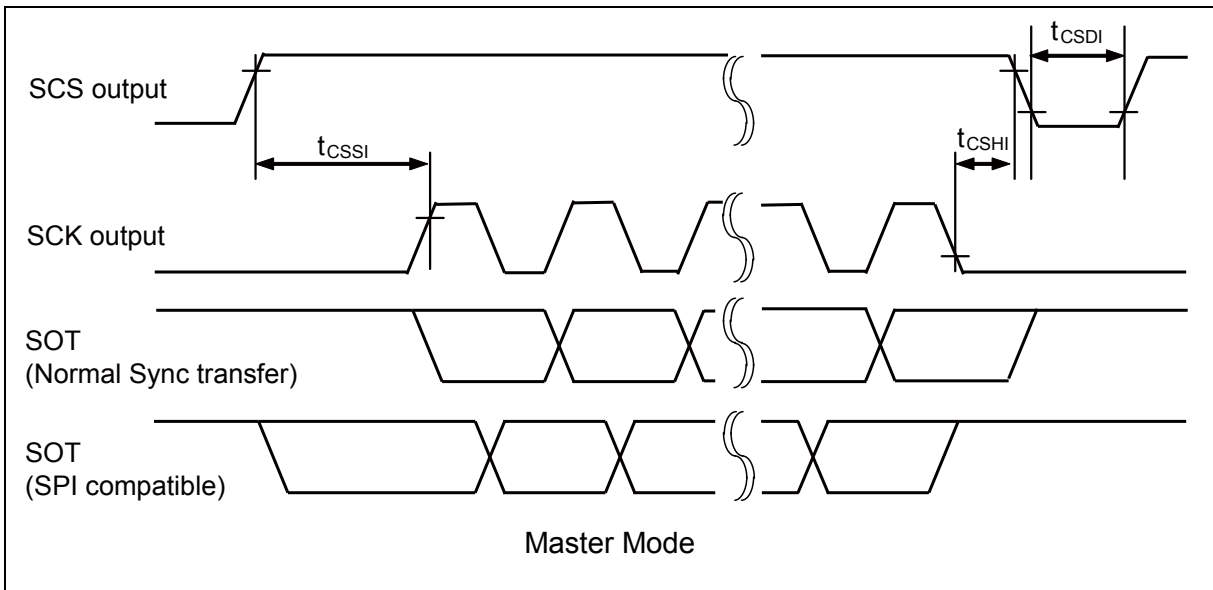 tCSDI
SCS output
tCSSI
tCSHI
SCK output
SOT
(Normal Sync transfer)
SOT
(SPI compatible)
Master Mode